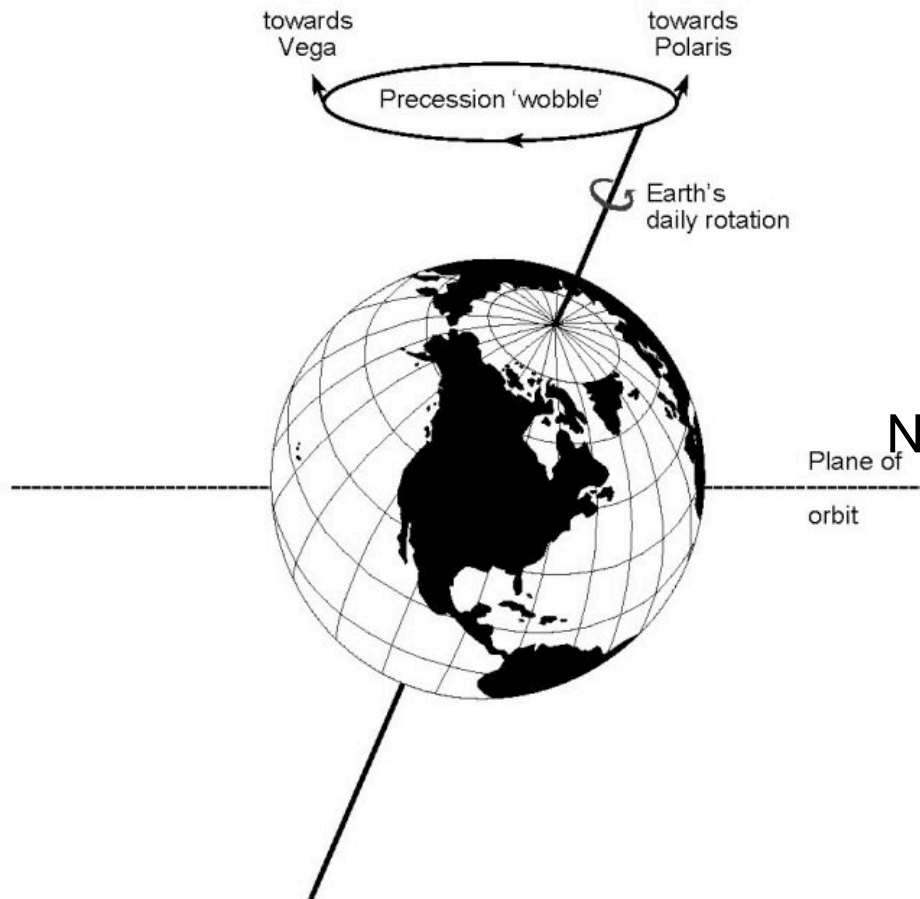 towards
Vega
towards
Polaris
Precession ‘wobble’
Earth’s
daily rotation
N
Plane of
orbit